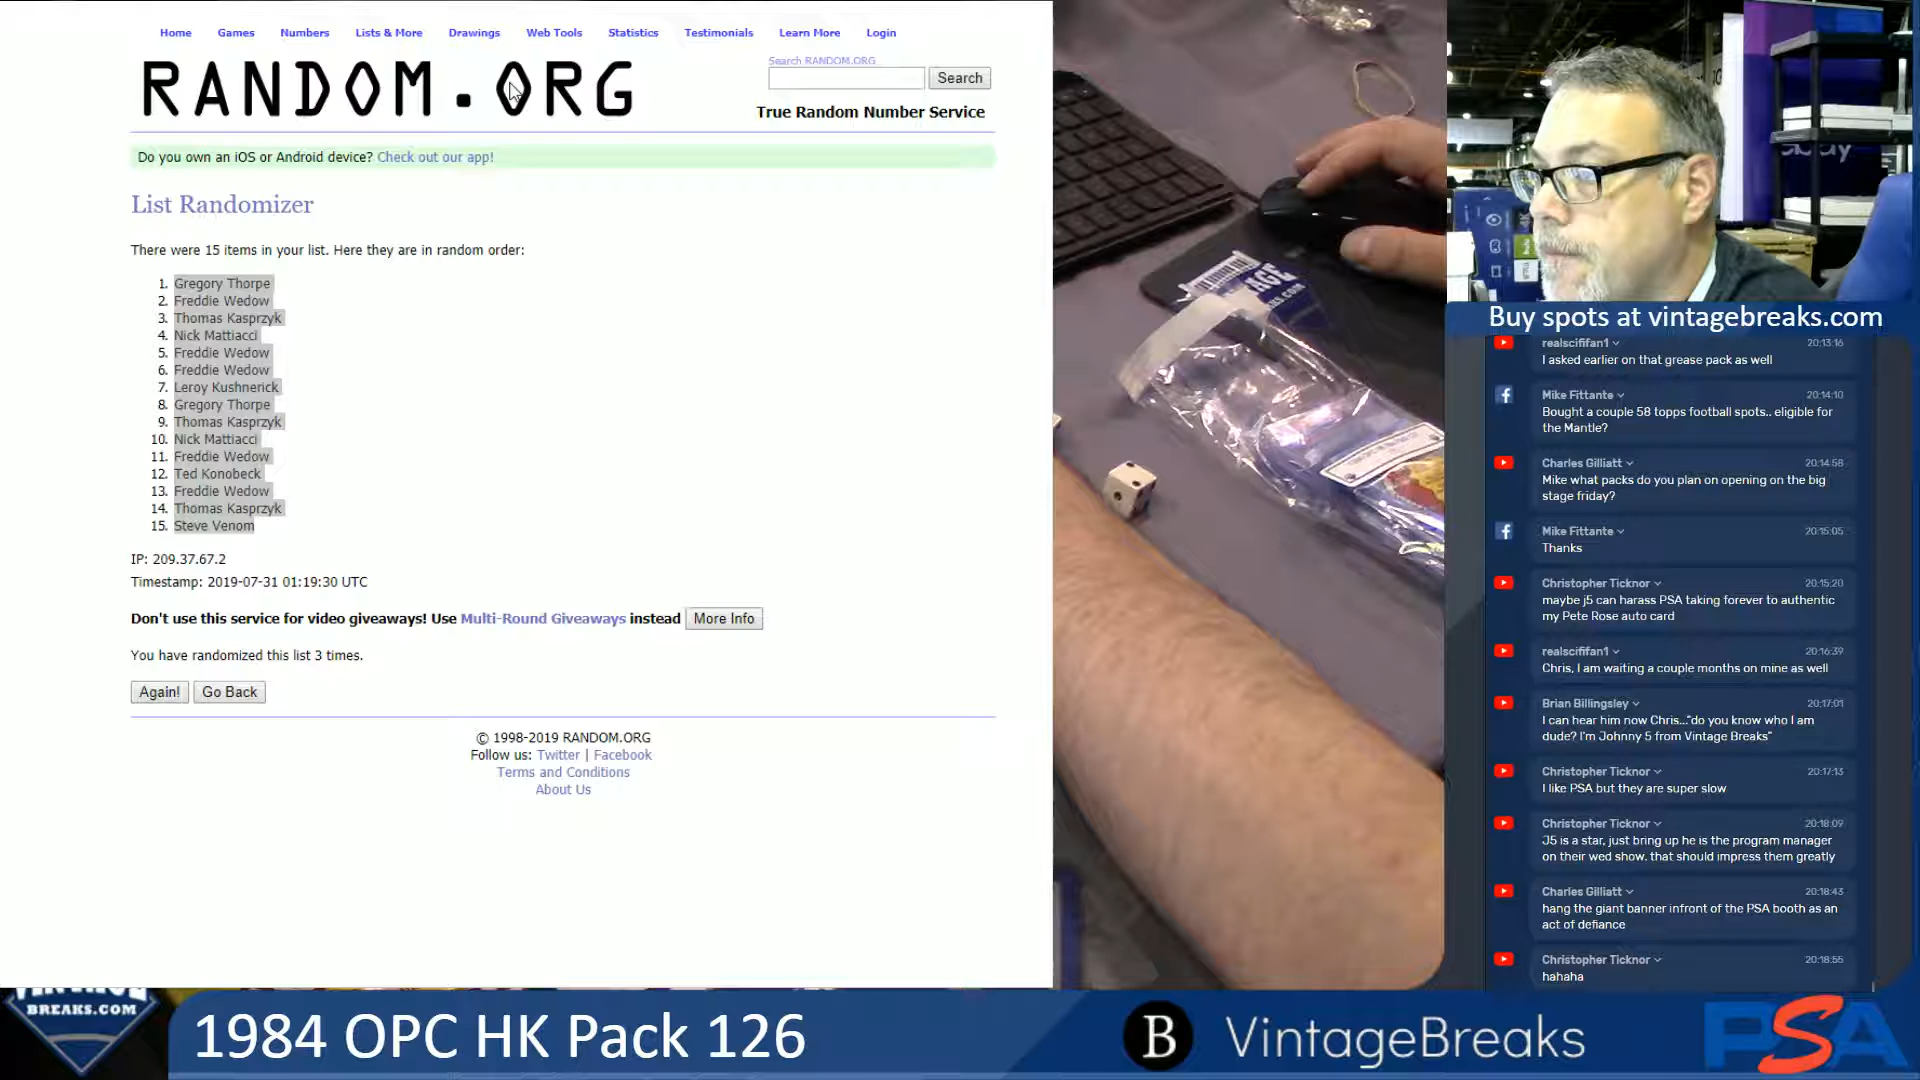 Home Games Numbers Lists & More Drawings Web Tools Statistics Testimonials Learn More Login
RANDOM.ORG
Search RANDOM.ORG
Search
True Random Number Service
Do you own an iOS or Android device? Check out our app!
List Randomizer
There were 15 items in your list. Here they are in random order:
1. Gregory Thorpe
2. Freddie Wedow
3. Thomas Kasprzyk
4. Nick Mattiacci
5. Freddie Wedow
6. Freddie Wedow
7. Leroy Kushnerick
8. Gregory Thorpe
9. Thomas Kasprzyk
10. Nick Mattiacci
11. Freddie Wedow
12. Ted Konobeck
13. Freddie Wedow
14. Thomas Kasprzyk
15. Steve Venom
IP: 209.37.67.2
Timestamp: 2019-07-31 01:19:30 UTC
Don't use this service for video giveaways! Use Multi-Round Giveaways instead More Info
You have randomized this list 3 times.
Again! Go Back
© 1998-2019 RANDOM.ORG
Follow us: Twitter | Facebook
Terms and Conditions
About Us
Buy spots at vintagebreaks.com
realscififan1 20:13:16
I asked earlier on that grease pack as well
Mike Fittante 20:14:10
Bought a couple 58 topps football spots.. eligible for
the Mantle?
Charles Gilliatt 20:14:58
Mike what packs do you plan on opening on the big
stage friday?
Mike Fittante 20:15:05
Thanks
Christopher Ticknor 20:15:20
maybe j5 can harass PSA taking forever to authentic
my Pete Rose auto card
realscififan1 20:16:39
Chris, I am waiting a couple months on mine as well
Brian Billingsley 20:17:01
I can hear him now Chris..."do you know who I am
dude? I'm Johnny 5 from Vintage Breaks"
Christopher Ticknor 20:17:13
I like PSA but they are super slow
Christopher Ticknor 20:18:09
J5 is a star, just bring up he is the program manager
on their wed show. that should impress them greatly
Charles Gilliatt 20:18:43
hang the giant banner infront of the PSA booth as an
act of defiance
Christopher Ticknor 20:18:55
hahaha
BREAKS.COM
1984 OPC HK Pack 126
B VintageBreaks
PSA